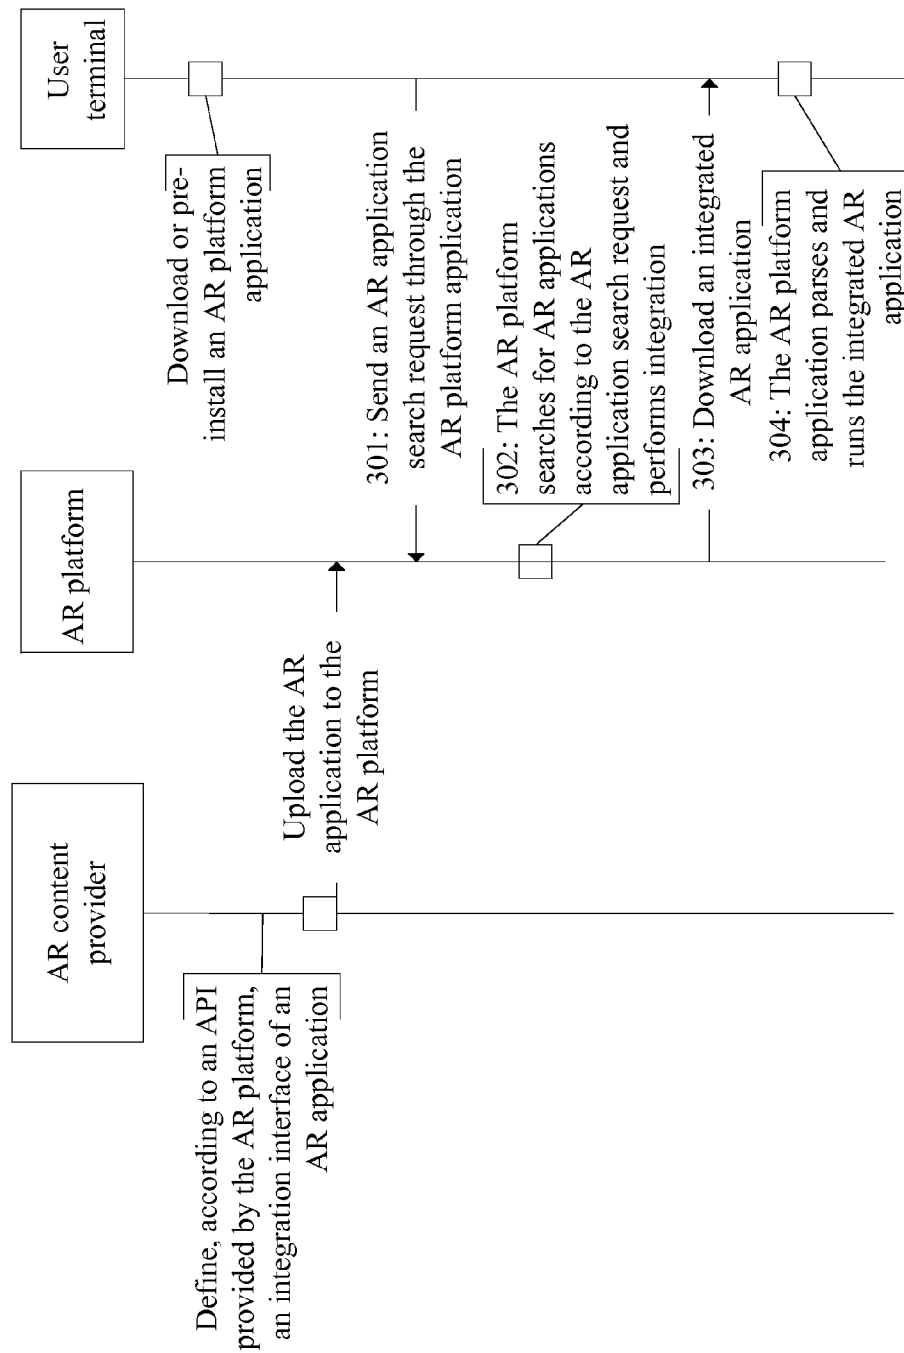 AR content
provider
AR platform
User
terminal
Define, according to an API
provided by the AR platform,
an integration interface of an
AR application
Download or pre-
install an AR platform
application
Upload the AR
application to the
AR platform
301: Send an AR application
search request through the
AR platform application
302: The AR platform
searches for AR applications
according to the AR
application search request and
performs integration
303: Download an integrated
AR application
304: The AR platform
application parses and
runs the integrated AR
application